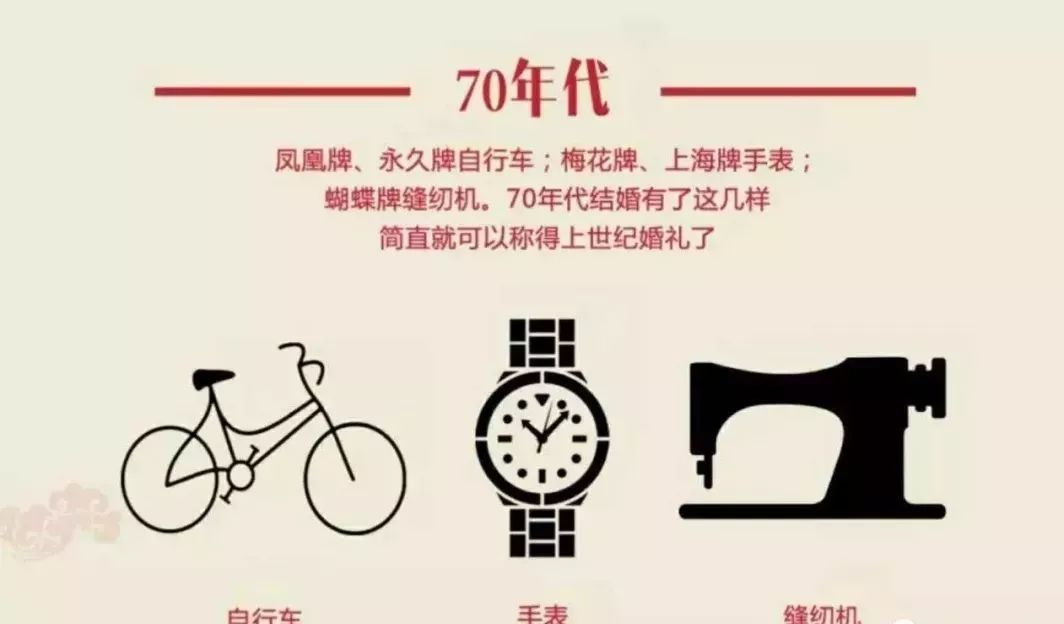 70年代
凤凰牌、永久牌自行车；梅花牌、上海牌手表；
蝴蝶牌缝纫机。70年代结婚有了这几样
简直就可以称得上世纪婚礼了
自行车 手表 缝纫机